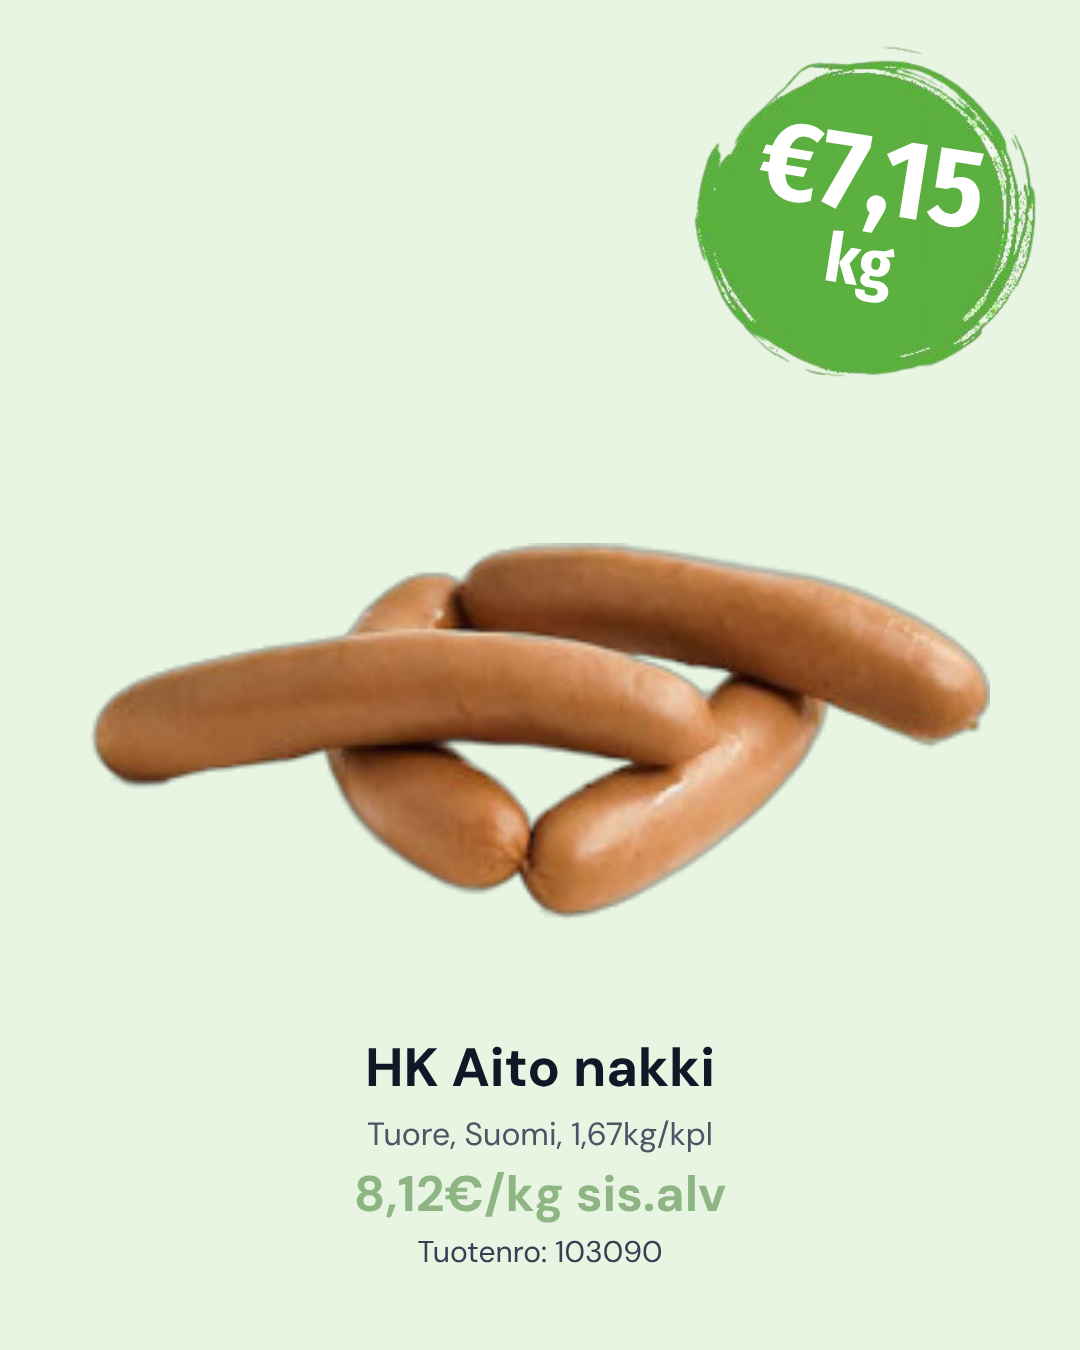 €7,15
kg
HK Aito nakki
Tuore, Suomi, 1,67kg/kpl
8,12€/kg sis.alv
Tuotenro: 103090